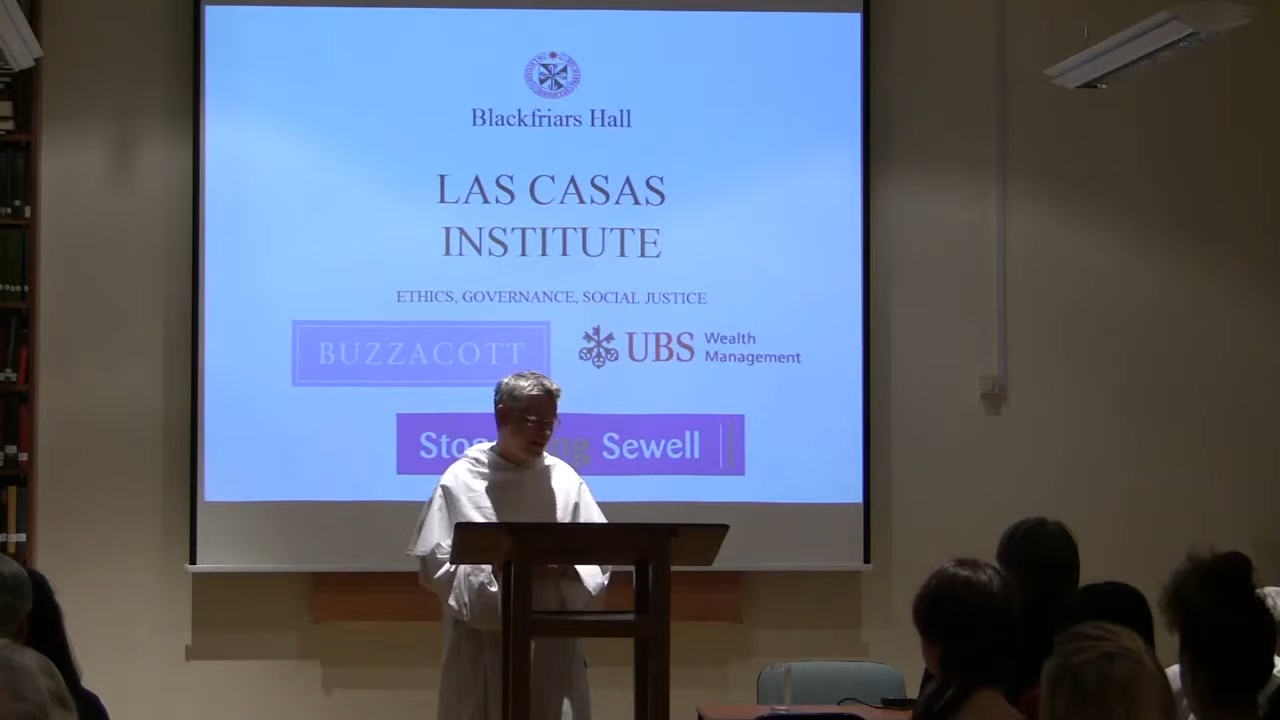 Blackfriars Hall
LAS CASAS
INSTITUTE
ETHICS, GOVERNANCE, SOCIAL JUSTICE
BUZZACOTT
UBS Wealth
Management
Sewell